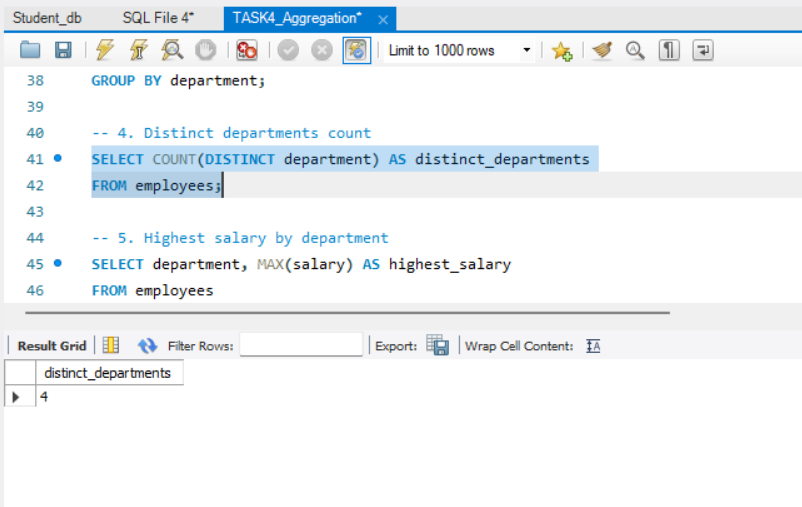 Student_db SQL File 4* TASK4_Aggregation* ×
Limit to 1000 rows
38 GROUP BY department;
39
40 -- 4. Distinct departments count
41 SELECT COUNT(DISTINCT department) AS distinct_departments
42 FROM employees;
43
44 -- 5. Highest salary by department
45 SELECT department, MAX(salary) AS highest_salary
46 FROM employees
Result Grid Filter Rows: Export: Wrap Cell Content: IA
distinct_departments
4